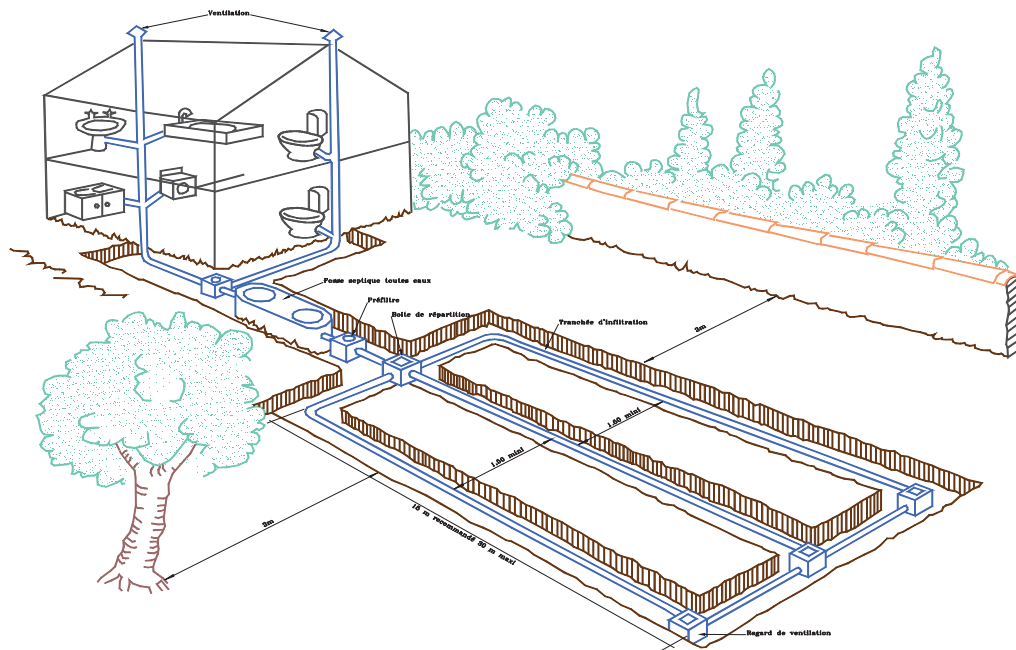 Ventilation
Fosse septique toutes eaux
Préfiltre
Boîte de répartition
Tranchée d'infiltration
3m
1.60 mini
1.50 mini
3m
15 m recommandé 30 m maxi
Regard de ventilation